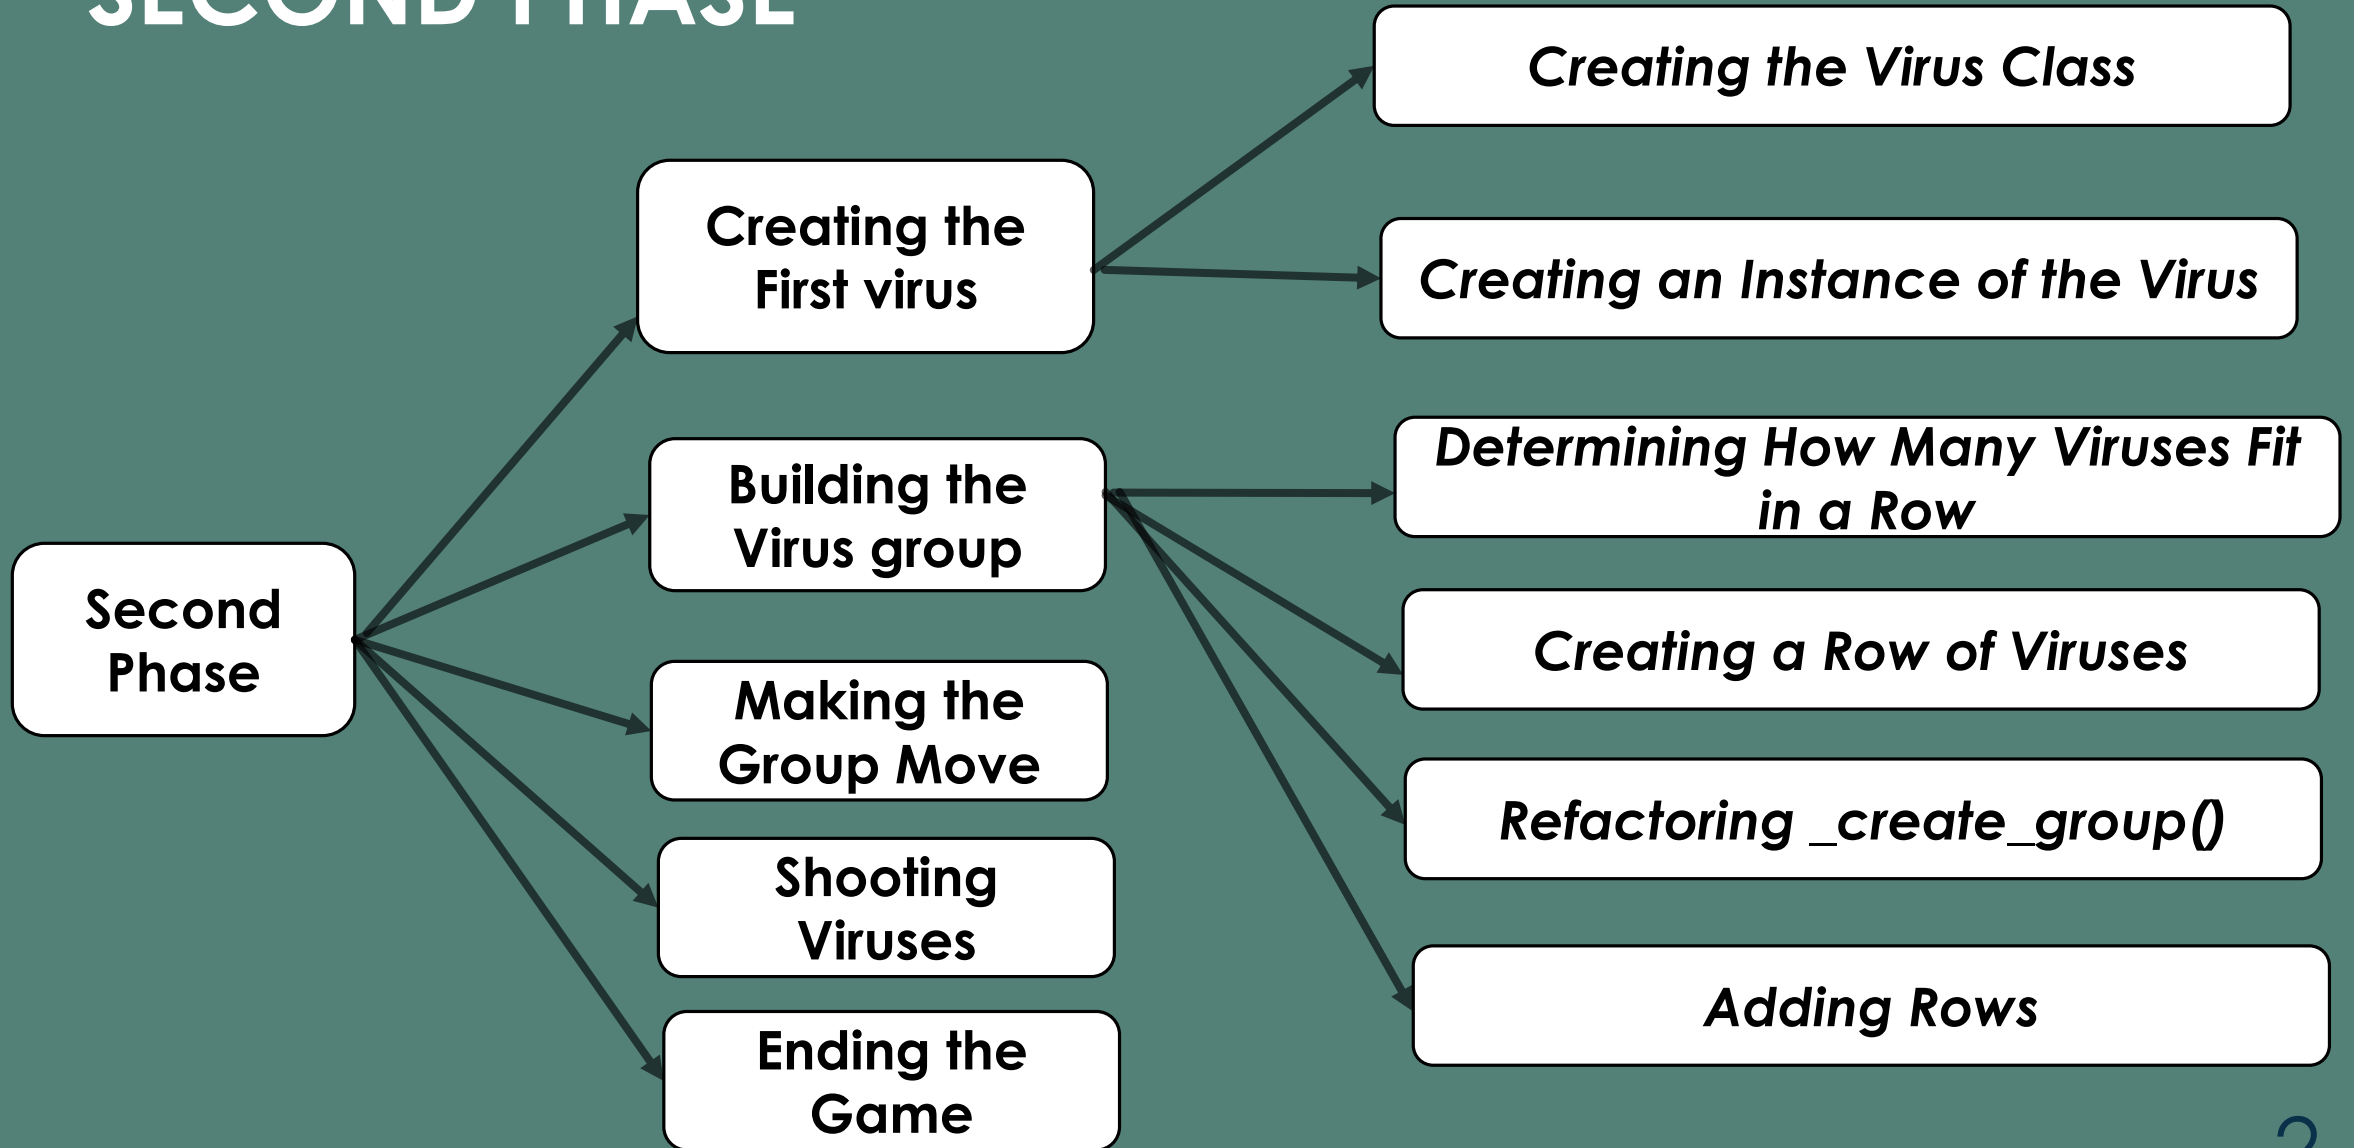 SECOND PHASE
Creating the Virus Class
Creating the
First virus
Creating an Instance of the Virus
Determining How Many Viruses Fit
in a Row
Building the
Virus group
Second
Phase
Creating a Row of Viruses
Making the
Group Move
Refactoring _create_group()
Shooting
Viruses
Adding Rows
Ending the
Game